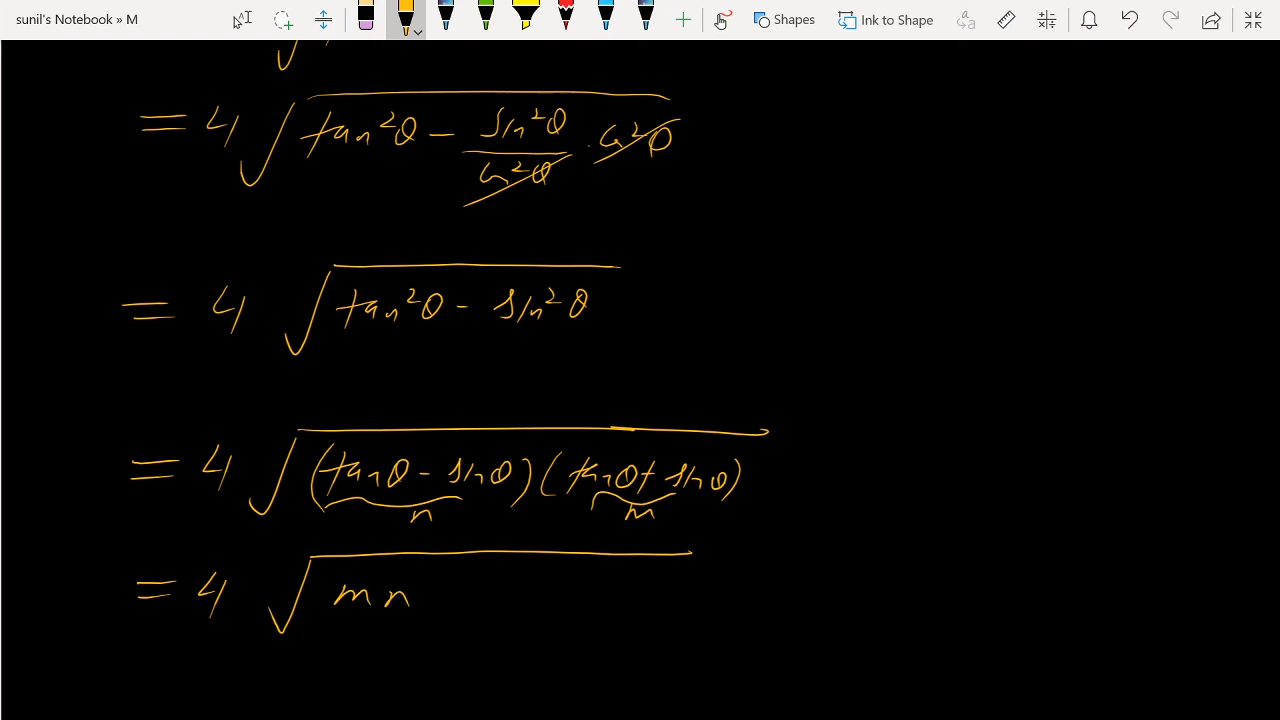 sunil's Notebook » M
Shapes
Ink to Shape
= 4 √(tan²θ - sin²θ/cos²θ · cos²θ)
= 4 √(tan²θ - sin²θ)
= 4 √((tanθ - sinθ)(tanθ + sinθ))
n m
= 4 √(mn)